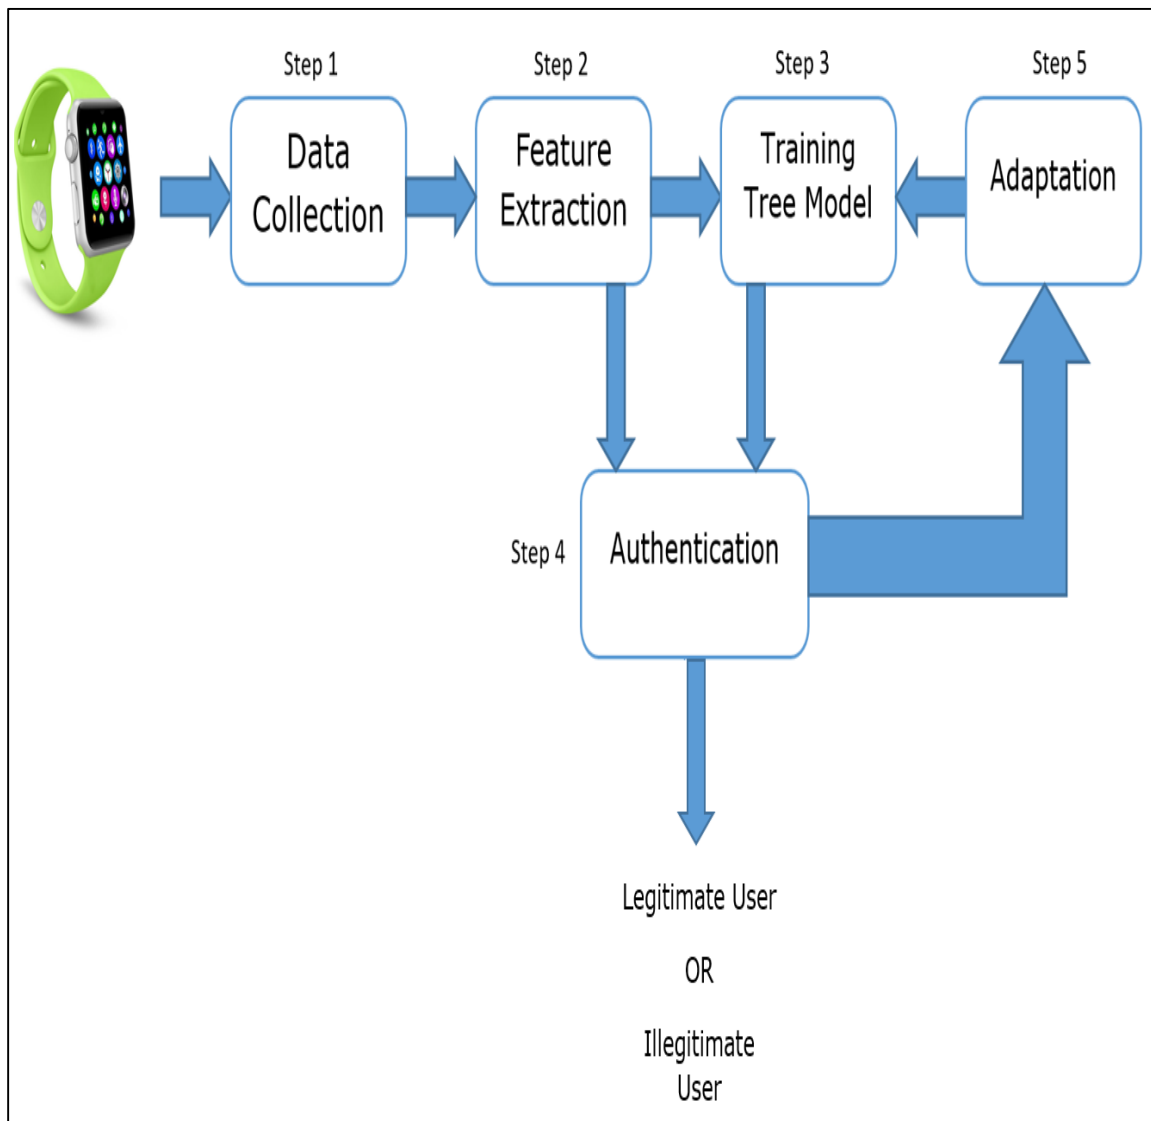 Step 1
Step 2
Step 3
Step 5
Data
Collection
Feature
Extraction
Training
Tree Model
Adaptation
Step 4
Authentication
Legitimate User
OR
Illegitimate
User